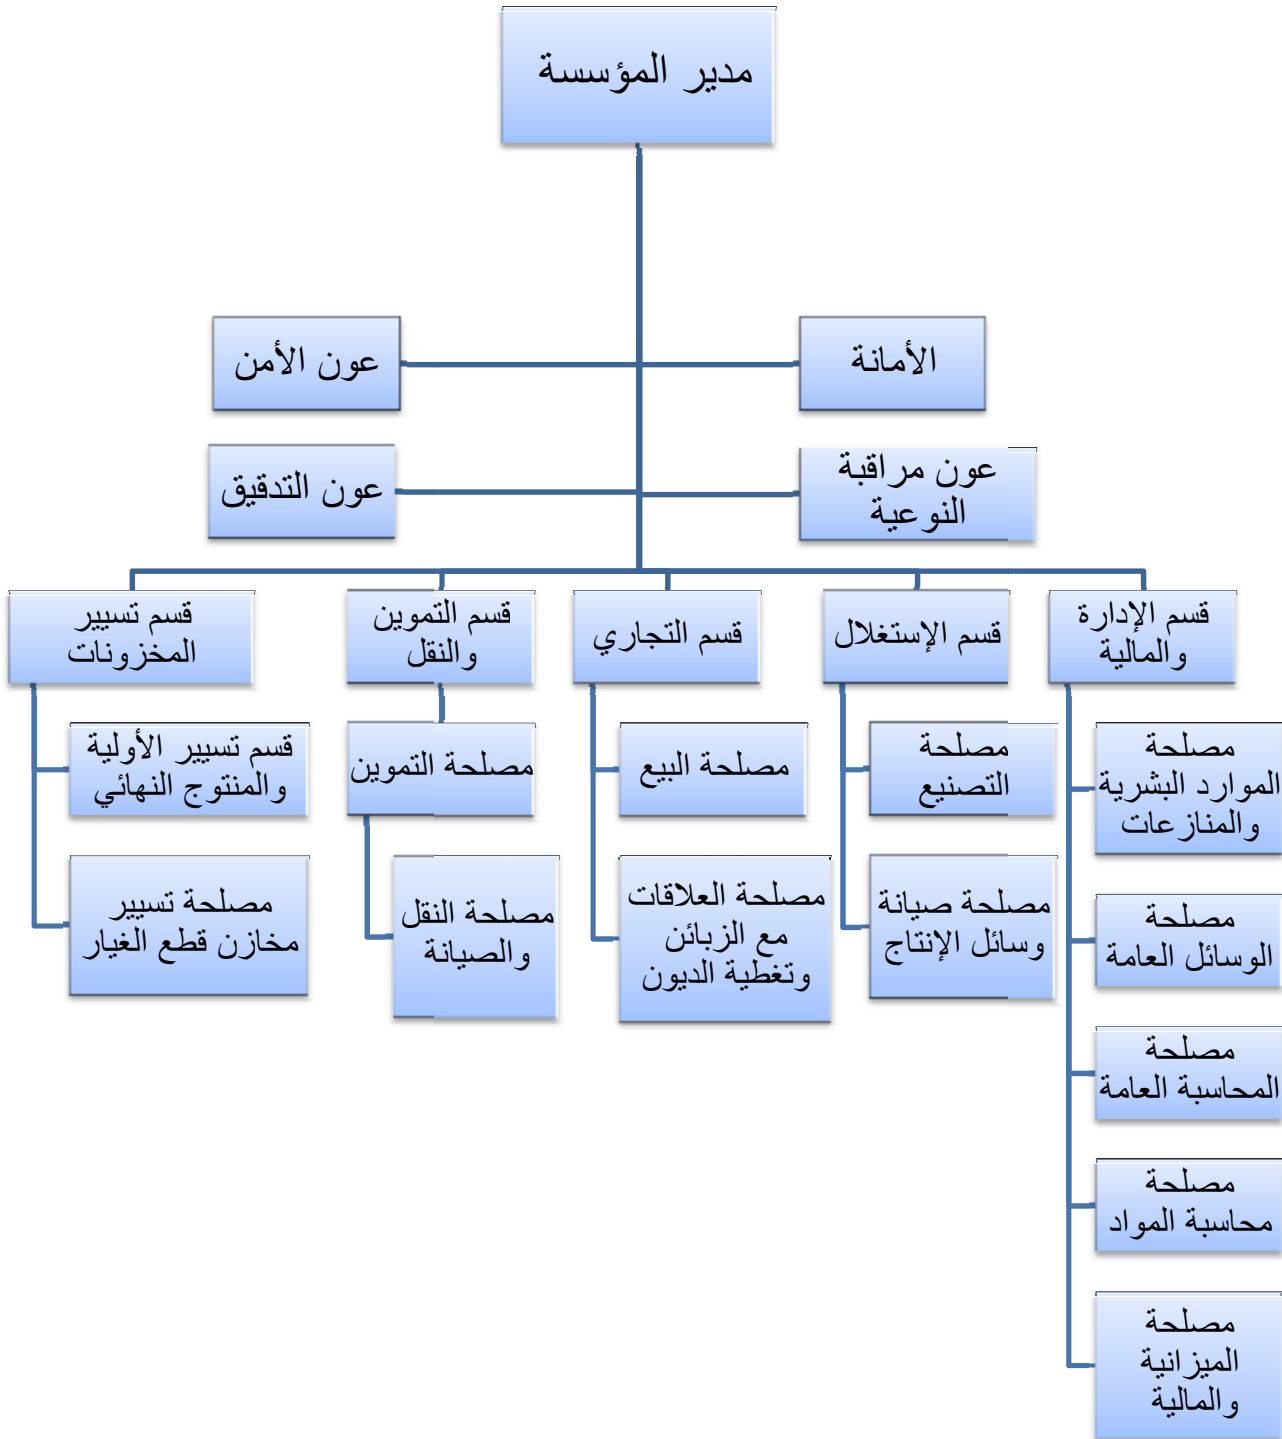 مدير المؤسسة
الأمانة
عون الأمن
عون مراقبة
النوعية
عون التدقيق
قسم الإدارة
والمالية
قسم الإستغلال
قسم التجاري
قسم التموين
والنقل
قسم تسيير
المخزونات
مصلحة
الموارد البشرية
والمنازعات
مصلحة
التصنيع
مصلحة البيع
مصلحة التموين
قسم تسيير الأولية
والمنتوج النهائي
مصلحة
الوسائل العامة
مصلحة صيانة
وسائل الإنتاج
مصلحة العلاقات
مع الزبائن
وتغطية الديون
مصلحة النقل
والصيانة
مصلحة تسيير
مخازن قطع الغيار
مصلحة
المحاسبة العامة
مصلحة
محاسبة المواد
مصلحة
الميزانية
والمالية